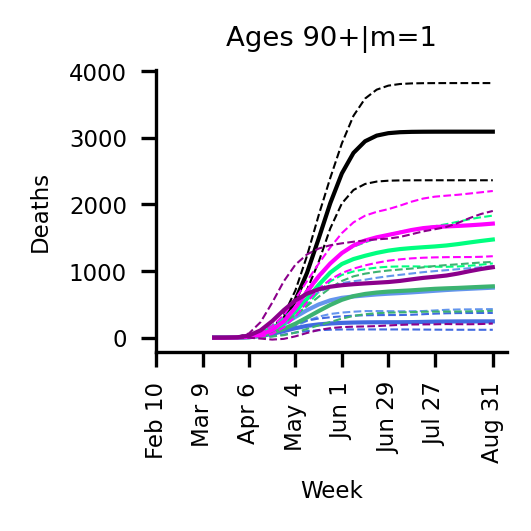 Ages 90+|m=1
4000
3000
2000
1000
0
Deaths
Feb 10
Mar 9
Apr 6
May 4
Jun 1
Jun 29
Jul 27
Aug 31
Week